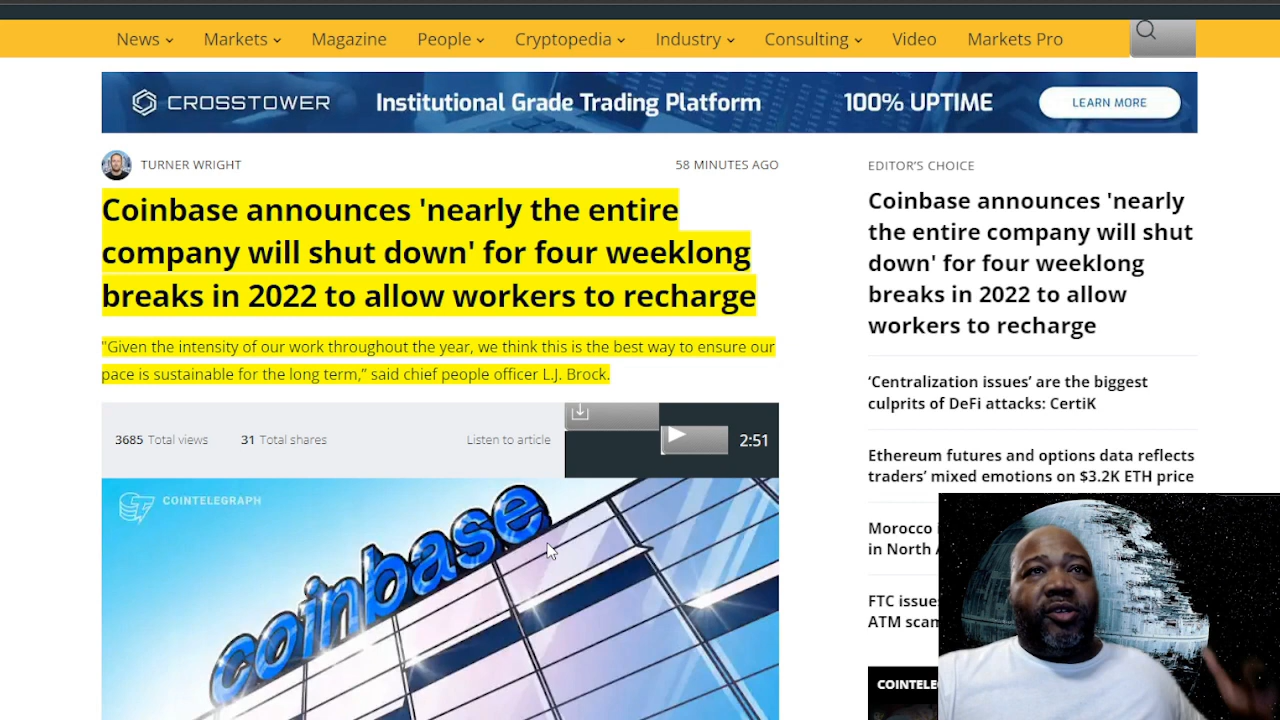 News Markets Magazine People Cryptopedia Industry Consulting Video Markets Pro
CROSSTOWER Institutional Grade Trading Platform 100% UPTIME LEARN MORE
TURNER WRIGHT 58 MINUTES AGO
Coinbase announces 'nearly the entire
company will shut down' for four weeklong
breaks in 2022 to allow workers to recharge
"Given the intensity of our work throughout the year, we think this is the best way to ensure our
pace is sustainable for the long term,” said chief people officer L.J. Brock.
3685 Total views 31 Total shares Listen to article 2:51
COINTELEGRAPH
coinbase
EDITOR’S CHOICE
Coinbase announces 'nearly
the entire company will shut
down' for four weeklong
breaks in 2022 to allow
workers to recharge
‘Centralization issues’ are the biggest
culprits of DeFi attacks: CertiK
Ethereum futures and options data reflects
traders’ mixed emotions on $3.2K ETH price
Morocco
in North
FTC
ATM